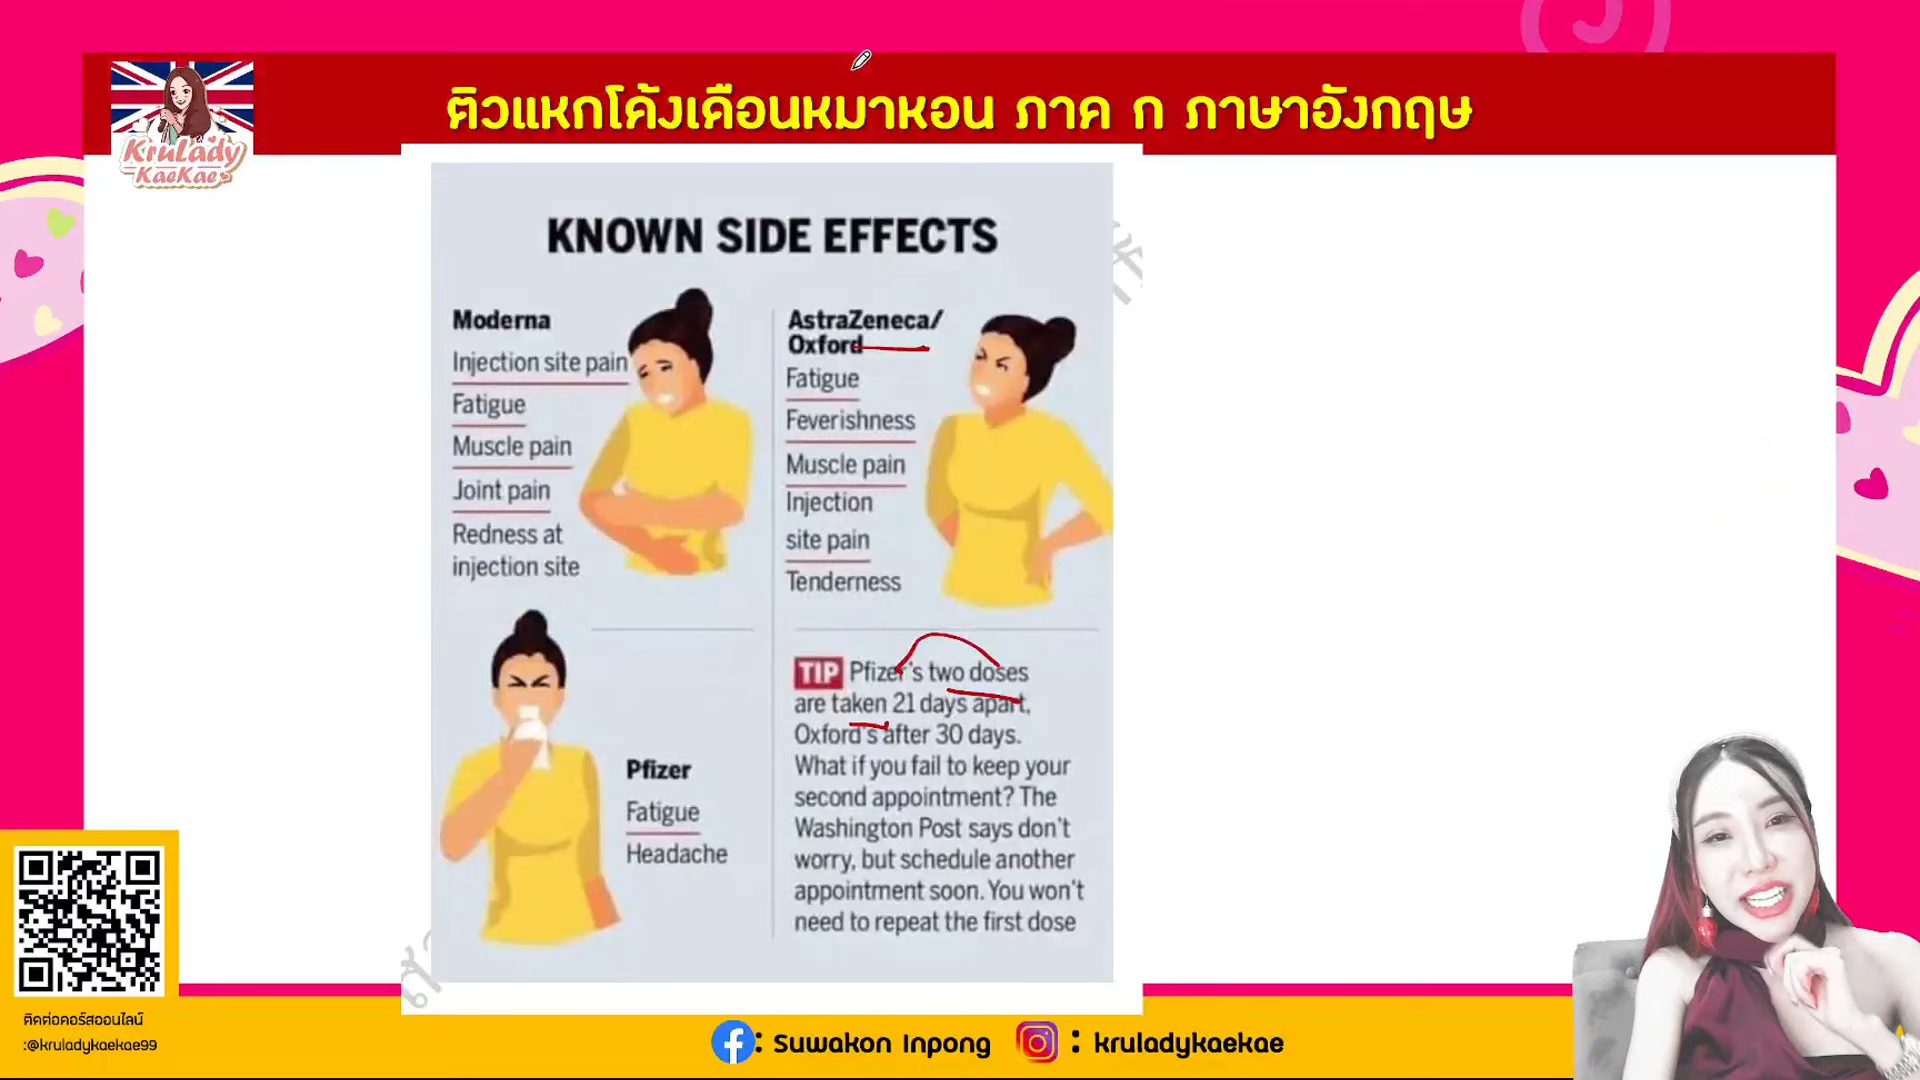 ติวแหกโค้งเดือนหมาหอน ภาค ก ภาษาอังกฤษ
KruLady
KaeKae
KNOWN SIDE EFFECTS
Moderna
Injection site pain
Fatigue
Muscle pain
Joint pain
Redness at
injection site
AstraZeneca/
Oxford
Fatigue
Feverishness
Muscle pain
Injection
site pain
Tenderness
Pfizer
Fatigue
Headache
TIP Pfizer's two doses
are taken 21 days apart,
Oxford's after 30 days.
What if you fail to keep your
second appointment? The
Washington Post says don't
worry, but schedule another
appointment soon. You won't
need to repeat the first dose
ติดต่อคอร์สออนไลน์
:@kruladykaekae99
: Suwakon Inpong
: kruladykaekae